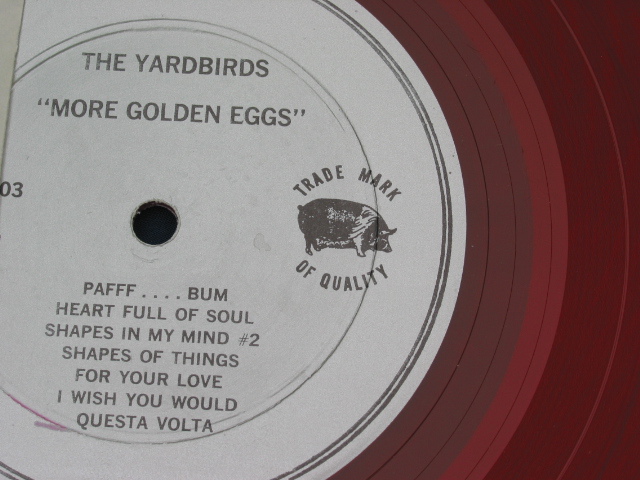 THE YARDBIRDS
"MORE GOLDEN EGGS"
03
TRADE MARK
OF QUALITY
PAFFF .... BUM
HEART FULL OF SOUL
SHAPES IN MY MIND #2
SHAPES OF THINGS
FOR YOUR LOVE
I WISH YOU WOULD
QUESTA VOLTA